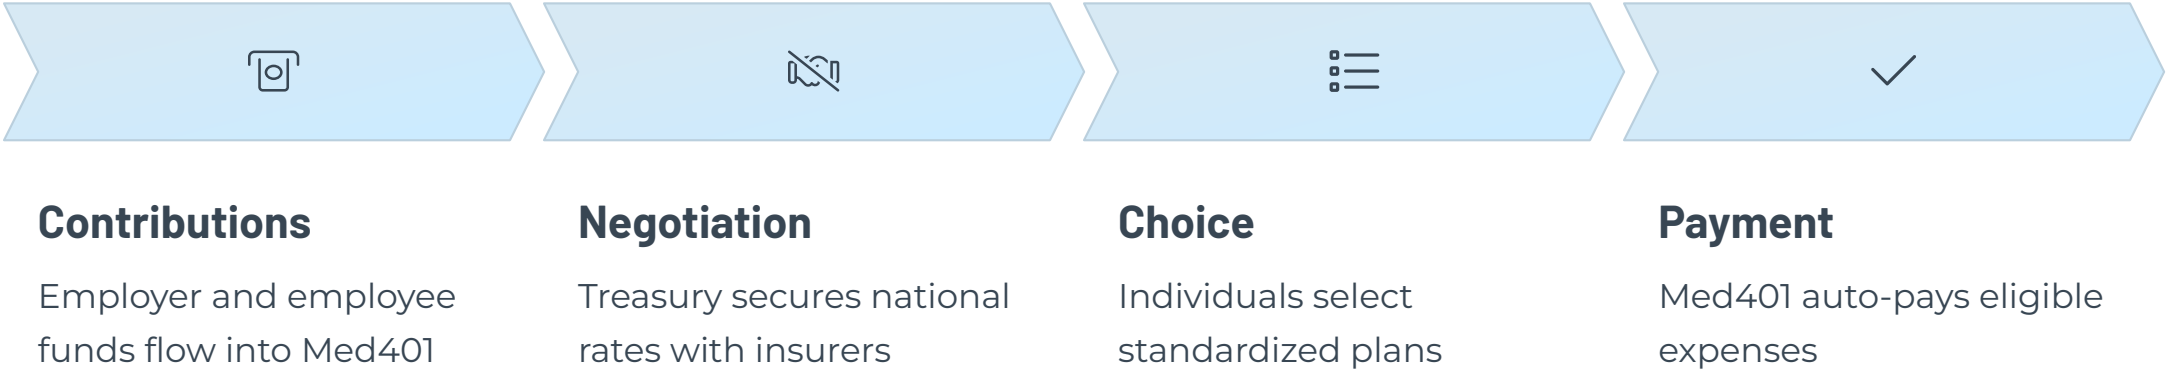 Contributions
Employer and employee
funds flow into Med401
Negotiation
Treasury secures national
rates with insurers
Choice
Individuals select
standardized plans
Payment
Med401 auto-pays eligible
expenses